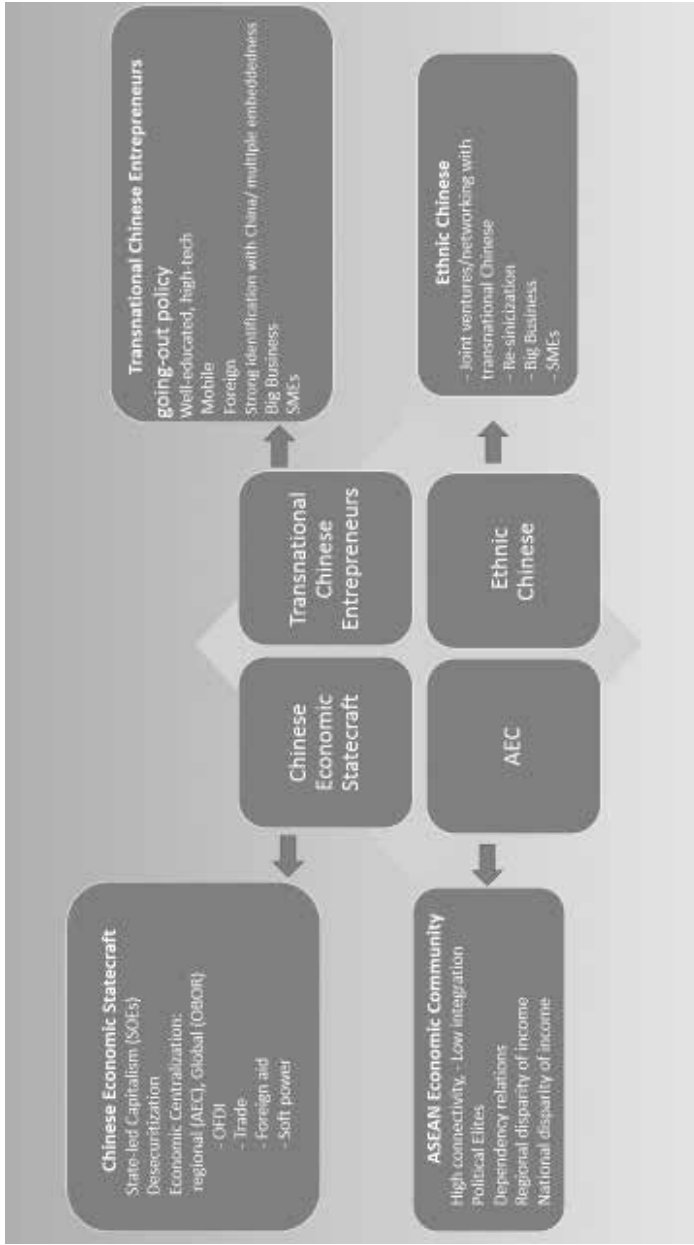 Chinese Economic Statecraft
State-led Capitalism (SOEs)
Desecuritization
Economic Centralization:
regional (AEC), Global (OBOR)
- OFDI
- Trade
- Foreign aid
- Soft power
Transnational Chinese Entrepreneurs
going-out policy
Well-educated, high-tech
Mobile
Foreign
Strong identification with China/ multiple embeddedness
Big Business
SMEs
Chinese
Economic
Statecraft
Transnational
Chinese
Entrepreneurs
AEC
Ethnic
Chinese
ASEAN Economic Community
High connectivity, - Low integration
Political Elites
Dependency relations
Regional disparity of income
National disparity of income
Ethnic Chinese
- Joint ventures/networking with
transnational Chinese
- Re-sinicization
- Big Business
- SMEs